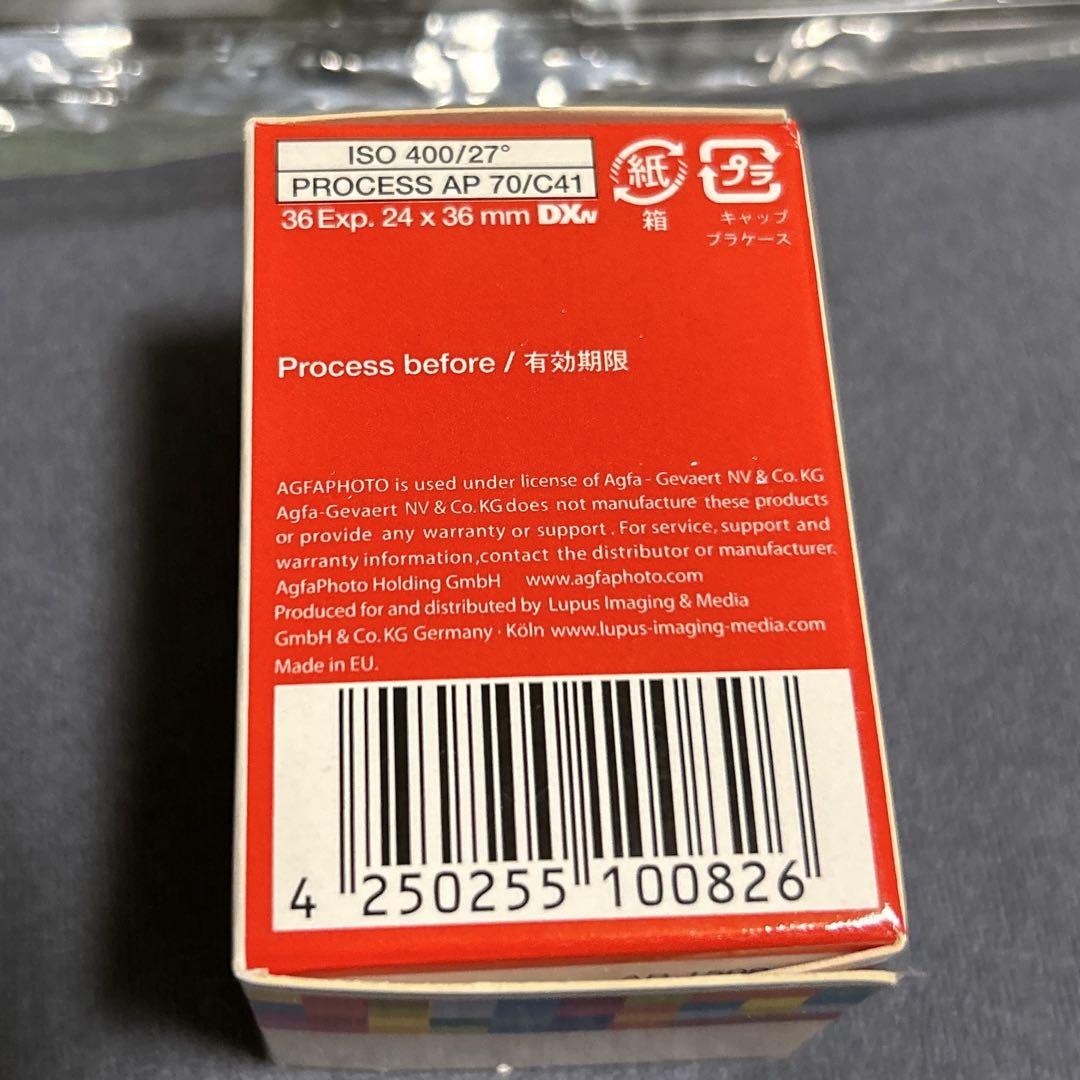 ISO 400/27°
PROCESS AP 70/C41
36 Exp. 24 x 36 mm DXN
紙
箱
プラ
キャップ
プラケース
Process before / 有効期限
AGFAPHOTO is used under license of Agfa - Gevaert NV & Co. KG
Agfa-Gevaert NV & Co. KG does not manufacture these products
or provide any warranty or support . For service, support and
warranty information ,contact the distributor or manufacturer.
AgfaPhoto Holding GmbH www.agfaphoto.com
Produced for and distributed by Lupus Imaging & Media
GmbH & Co. KG Germany · Köln www.lupus-imaging-media.com
Made in EU.
4 250255 100826